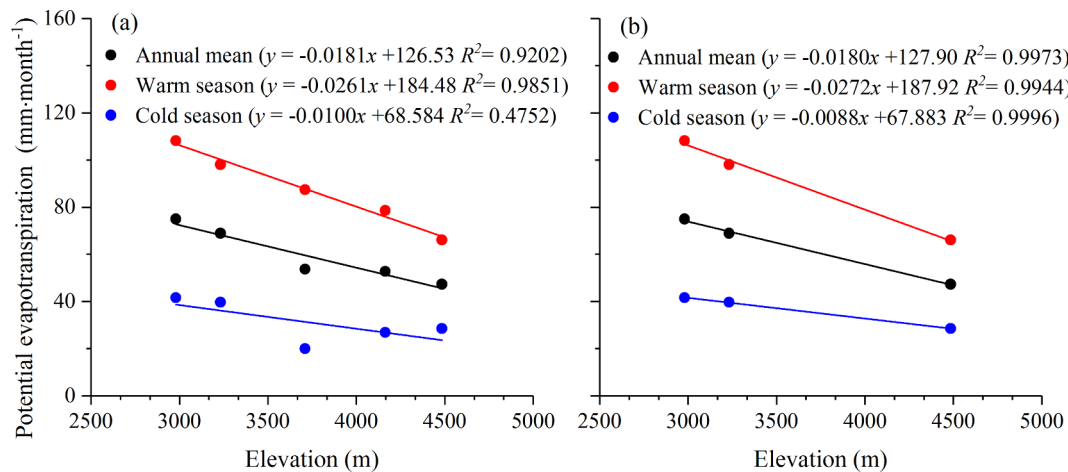 Potential evapotranspiration (mm·month⁻¹)
160
120
80
40
0
(a)
Annual mean (y = -0.0181x +126.53 R²= 0.9202)
Warm season (y = -0.0261x +184.48 R²= 0.9851)
Cold season (y = -0.0100x +68.584 R²= 0.4752)
2500 3000 3500 4000 4500 5000
Elevation (m)
(b)
Annual mean (y = -0.0180x +127.90 R²= 0.9973)
Warm season (y = -0.0272x +187.92 R²= 0.9944)
Cold season (y = -0.0088x +67.883 R²= 0.9996)
2500 3000 3500 4000 4500 5000
Elevation (m)